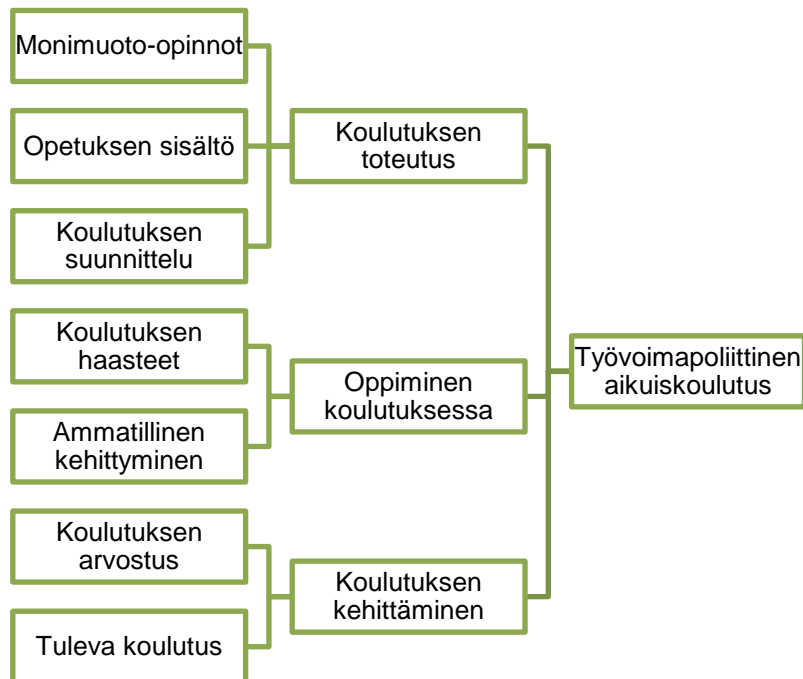 Monimuoto-opinnot
Opetuksen sisältö
Koulutuksen
suunnittelu
Koulutuksen
haasteet
Ammatillinen
kehittyminen
Koulutuksen
arvostus
Tuleva koulutus
Koulutuksen
toteutus
Oppiminen
koulutuksessa
Koulutuksen
kehittäminen
Työvoimapoliittinen
aikuiskoulutus